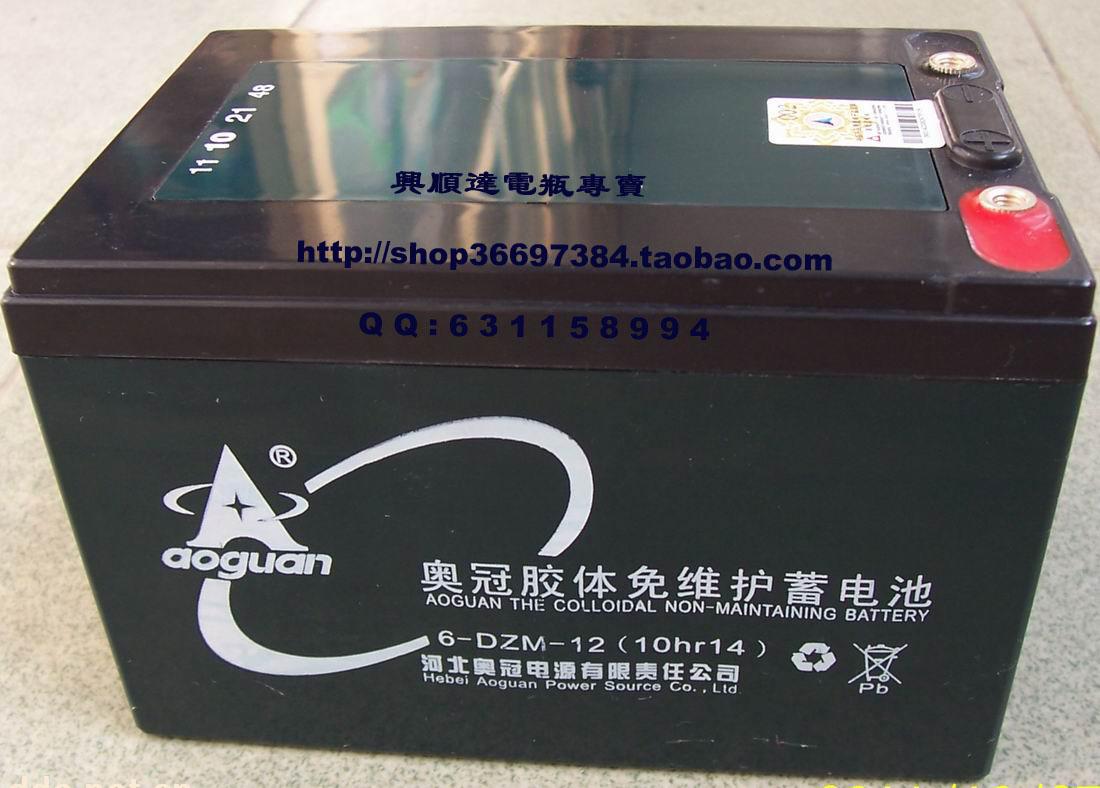 11 10 21 48
興順達電瓶專賣
http://shop36697384.taobao.com
QQ:631158994
®
aoguan
奥冠胶体免维护蓄电池
AOGUAN THE COLLOIDAL NON-MAINTAINING BATTERY
6-DZM-12(10hr14)
河北奥冠电源有限责任公司
Hebei Aoguan Power Source Co.,Ltd.
Pb